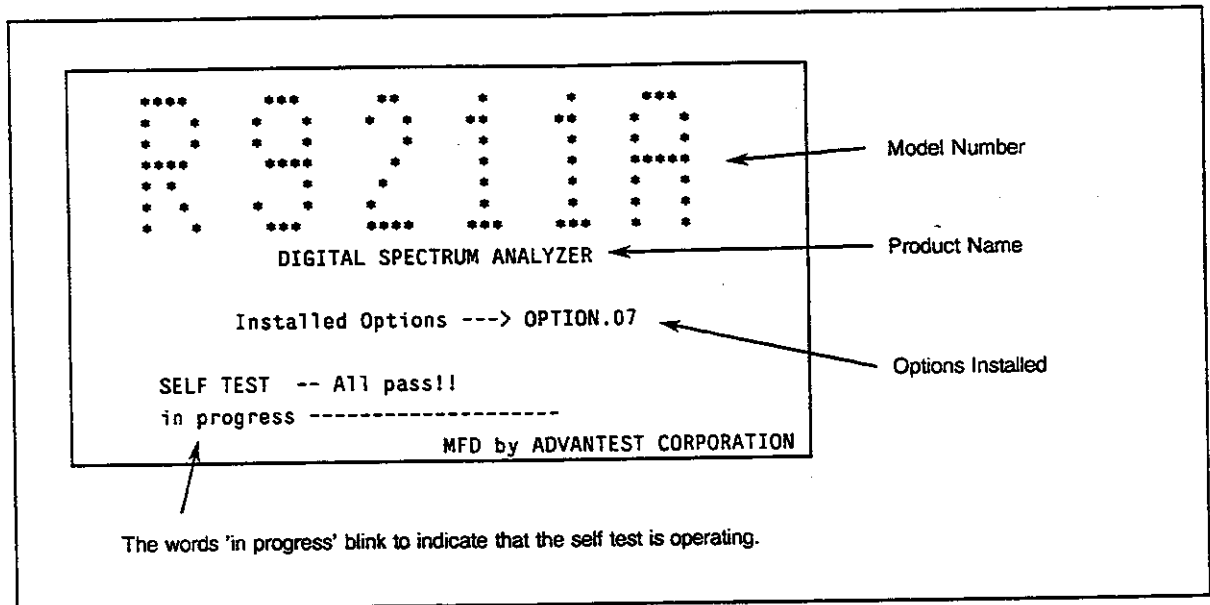 R9211A
Model Number
DIGITAL SPECTRUM ANALYZER
Product Name
Installed Options ---> OPTION.07
Options Installed
SELF TEST -- All pass!!
in progress --------------------
MFD by ADVANTEST CORPORATION
The words 'in progress' blink to indicate that the self test is operating.